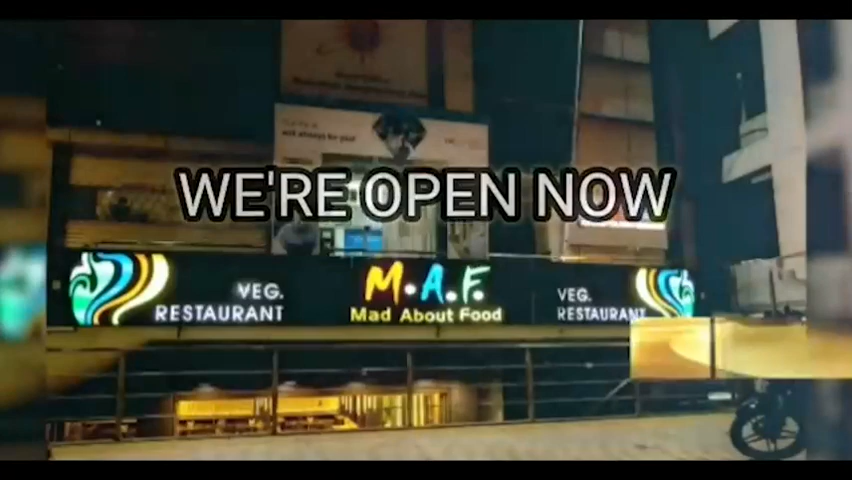 WE'RE OPEN NOW
VEG.
RESTAURANT
M.A.F.
Mad About Food
VEG.
RESTAURANT